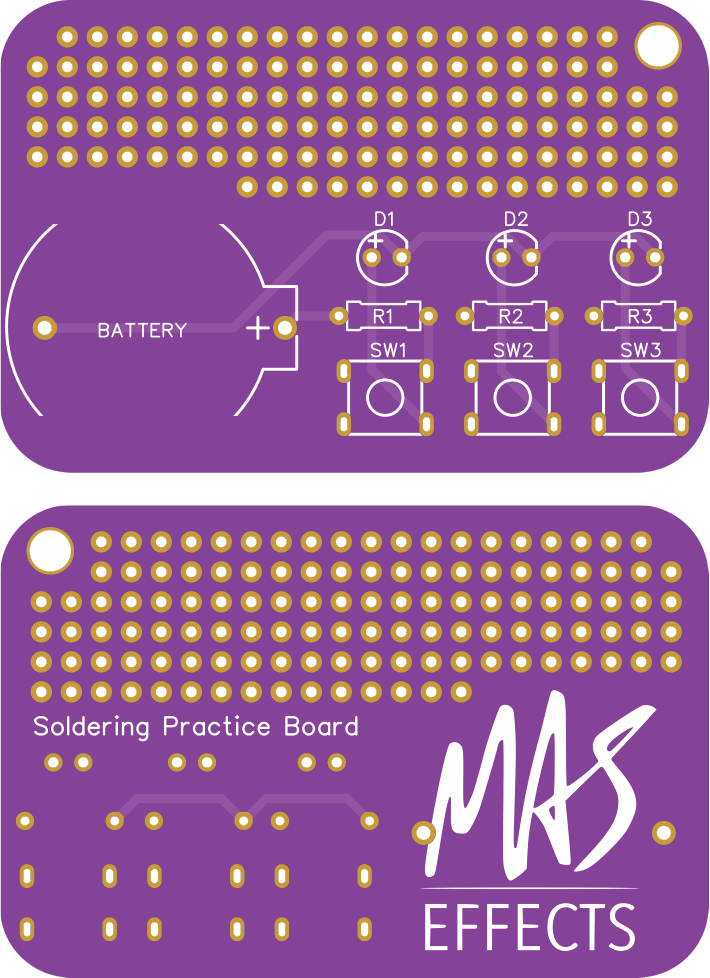 D1 D2 D3
+ + +
R1 R2 R3
BATTERY +
SW1 SW2 SW3
Soldering Practice Board
MAS
EFFECTS